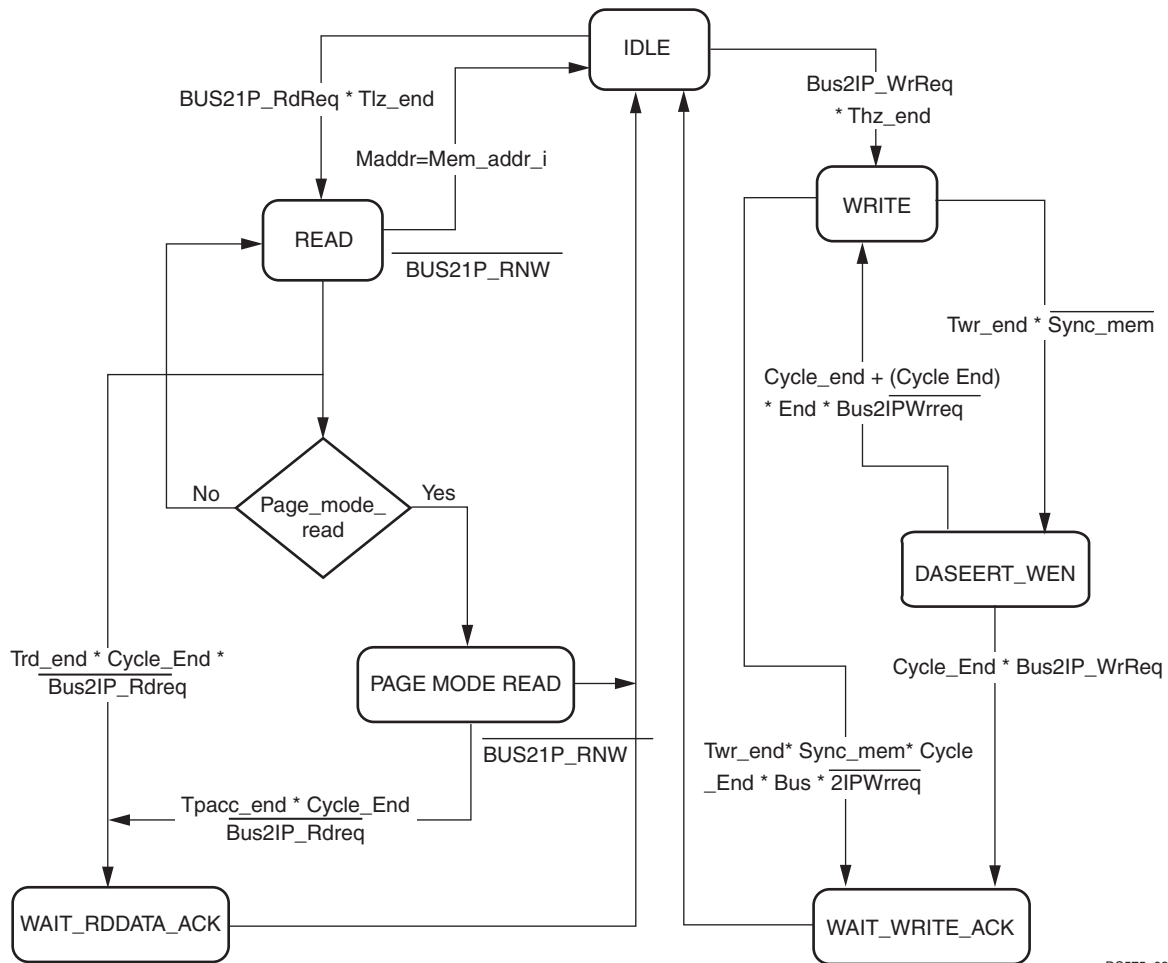 IDLE
BUS21P_RdReq * Tlz_end
Maddr=Mem_addr_i
Bus2IP_WrReq
* Thz_end
READ
BUS21P_RNW
WRITE
Twr_end * Sync_mem
Cycle_end + (Cycle End)
* End * Bus2IPWrreq
No
Page_mode_
read
Yes
DASEERT_WEN
Trd_end * Cycle_End *
Bus2IP_Rdreq
PAGE MODE READ
BUS21P_RNW
Cycle_End * Bus2IP_WrReq
Twr_end* Sync_mem* Cycle
_End * Bus * 2IPWrreq
Tpacc_end * Cycle_End
Bus2IP_Rdreq
WAIT_RDDATA_ACK
WAIT_WRITE_ACK